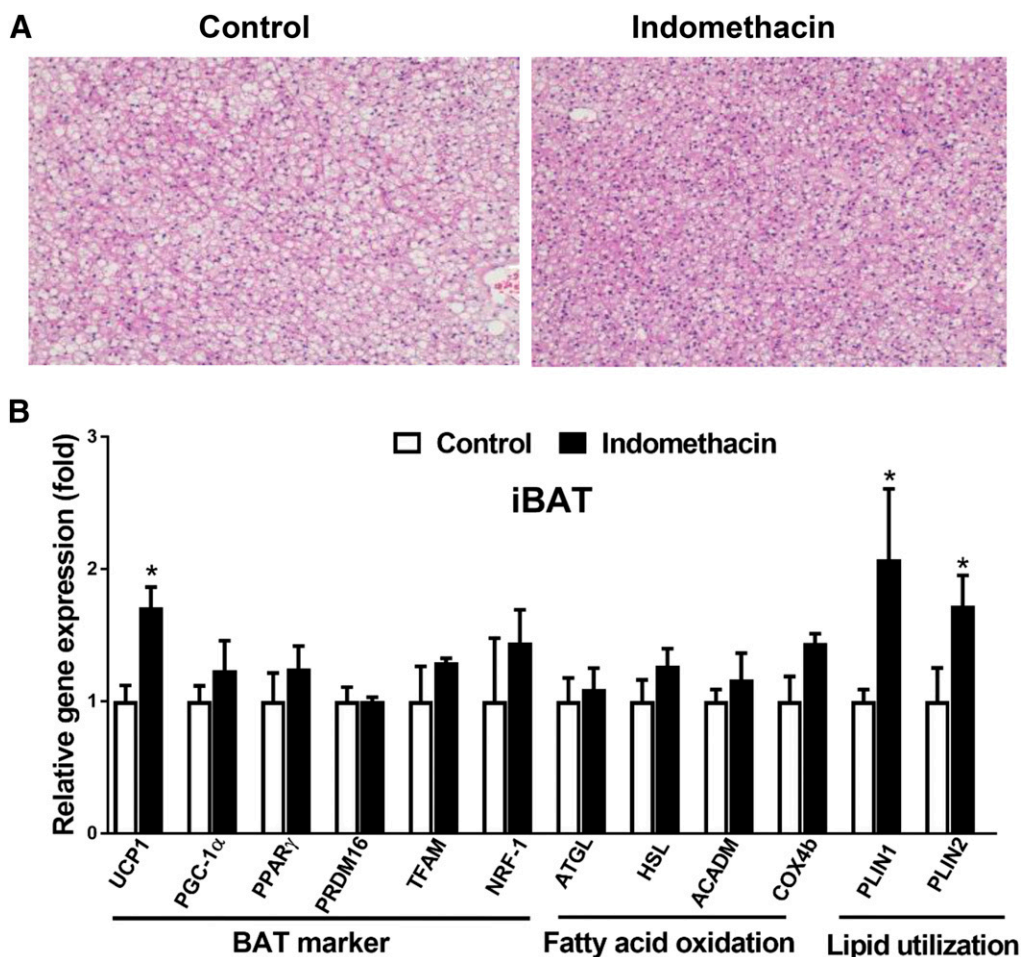 A
Control
Indomethacin
B
Relative gene expression (fold)
3
2
1
0
Control
Indomethacin
iBAT
*
*
*
UCP1
PGC-1α
PPARγ
PRDM16
TFAM
NRF-1
ATGL
HSL
ACADM
COX4b
PLIN1
PLIN2
BAT marker
Fatty acid oxidation
Lipid utilization